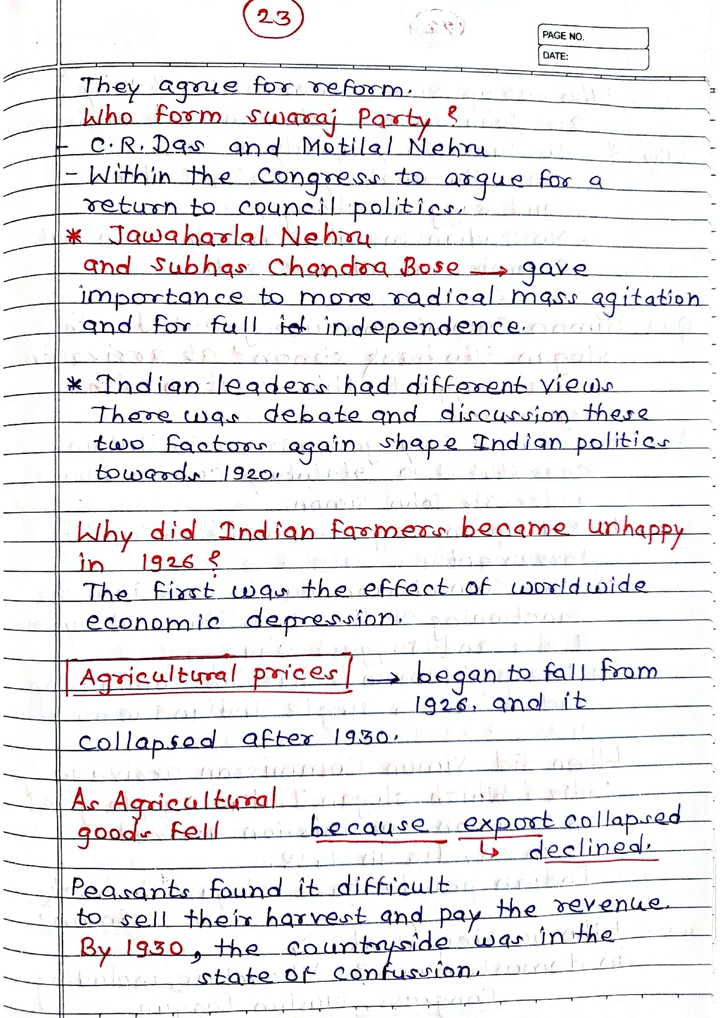 23
PAGE NO.
DATE:
They agrue for reform.
Who form swaraj Party ?
- C.R. Das and Motilal Nehru
- Within the Congress to argue for a
return to council politics.
* Jawaharlal Nehru
and Subhas Chandra Bose → gave
importance to more radical mass agitation
and for full independence.
* Indian leaders had different views
There was debate and discussion these
two factors again shape Indian politics
towards 1920.
Why did Indian farmers became unhappy
in 1926 ?
The first was the effect of worldwide
economic depression.
Agricultural prices → began to fall from
1926. and it
collapsed after 1930.
As Agricultural
goods fell because export collapsed
↳ declined.
Peasants found it difficult
to sell their harvest and pay the revenue.
By 1930, the countryside was in the
state of confussion.